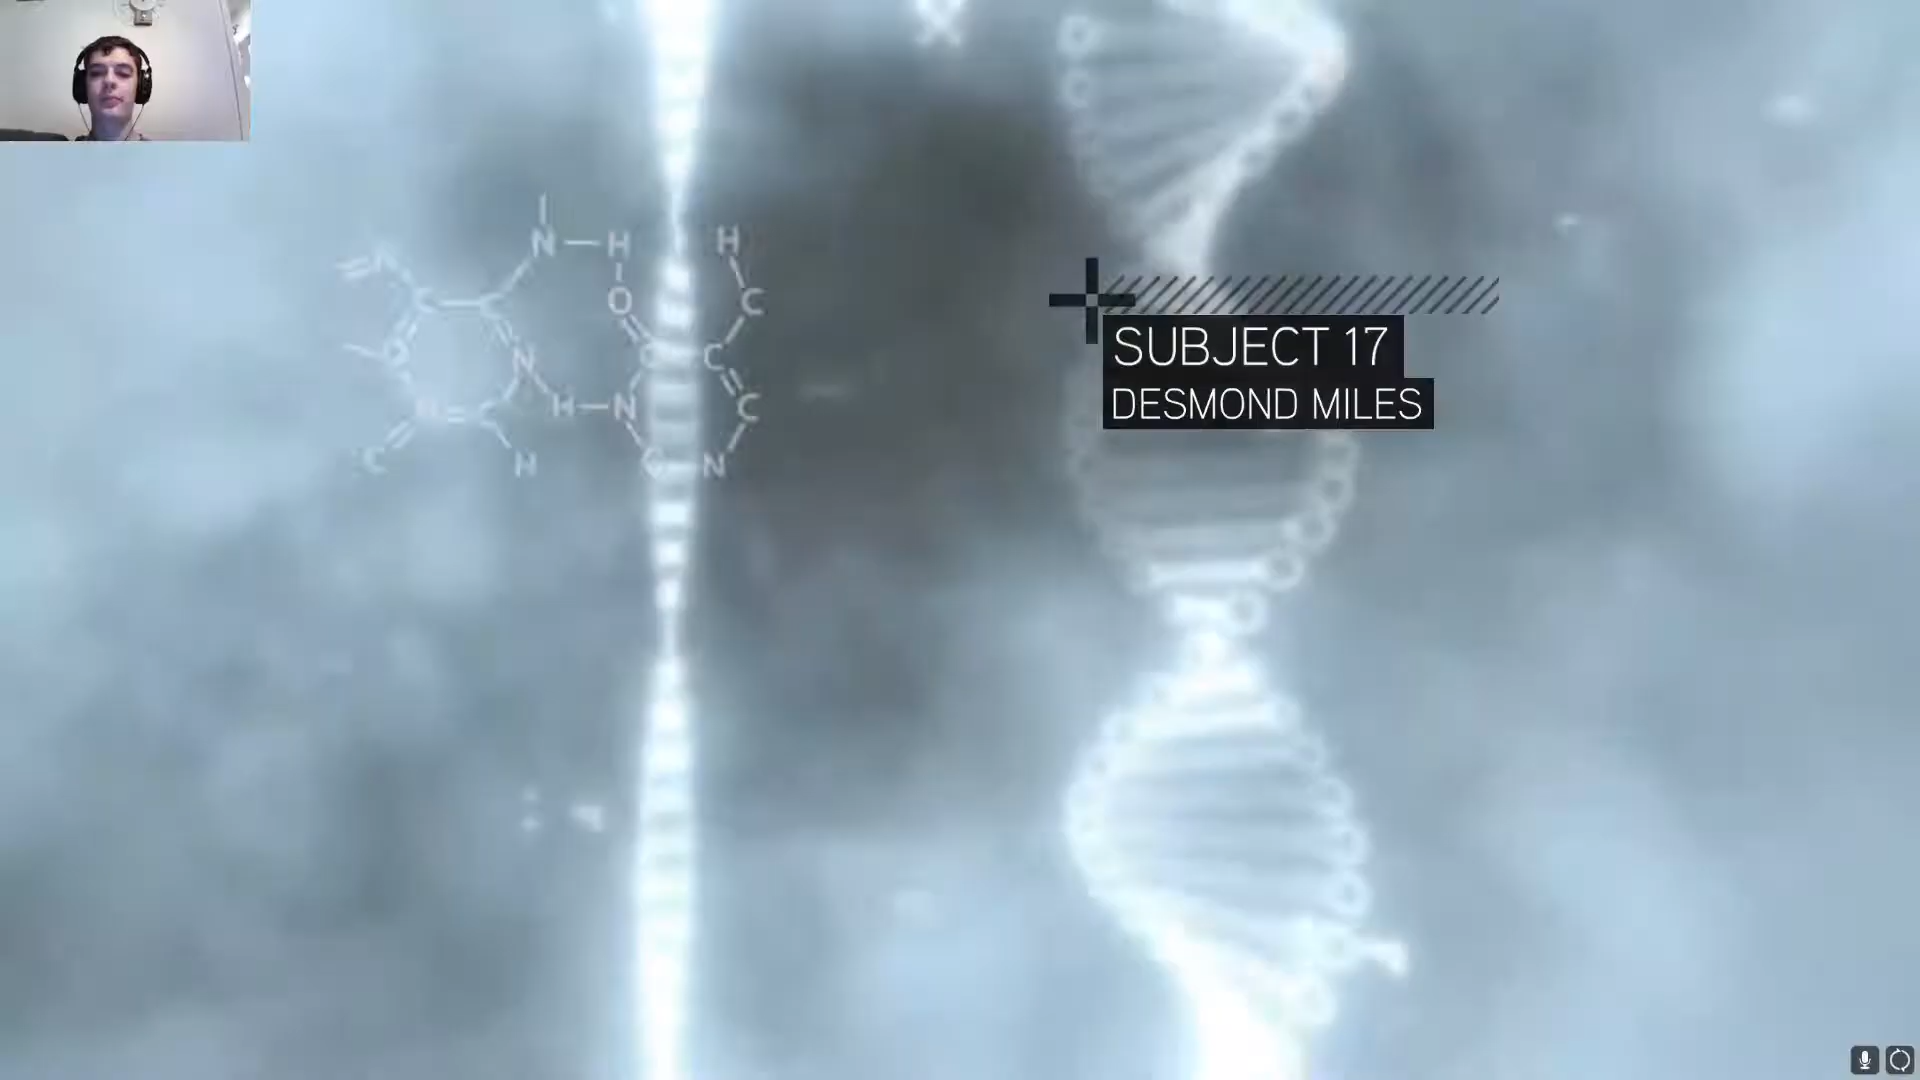 SUBJECT 17
DESMOND MILES
N H H
O C
C C C
N C
H N C
C H C N